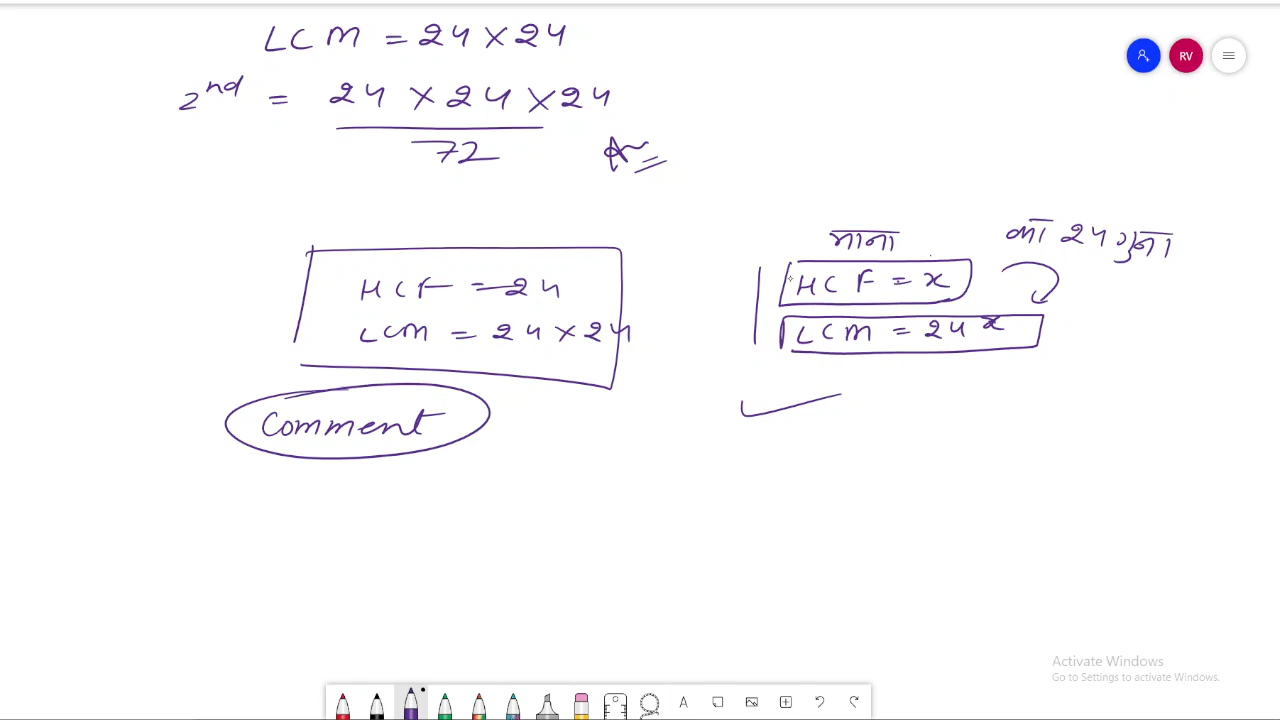 LCM = 24 × 24
2nd = 24 × 24 × 24
72
RV
HCF = 24
LCM = 24 × 24
Comment
माना
HCF = x
LCM = 24x
का 24 गुना
Activate Windows
Go to Settings to activate Windows.
A